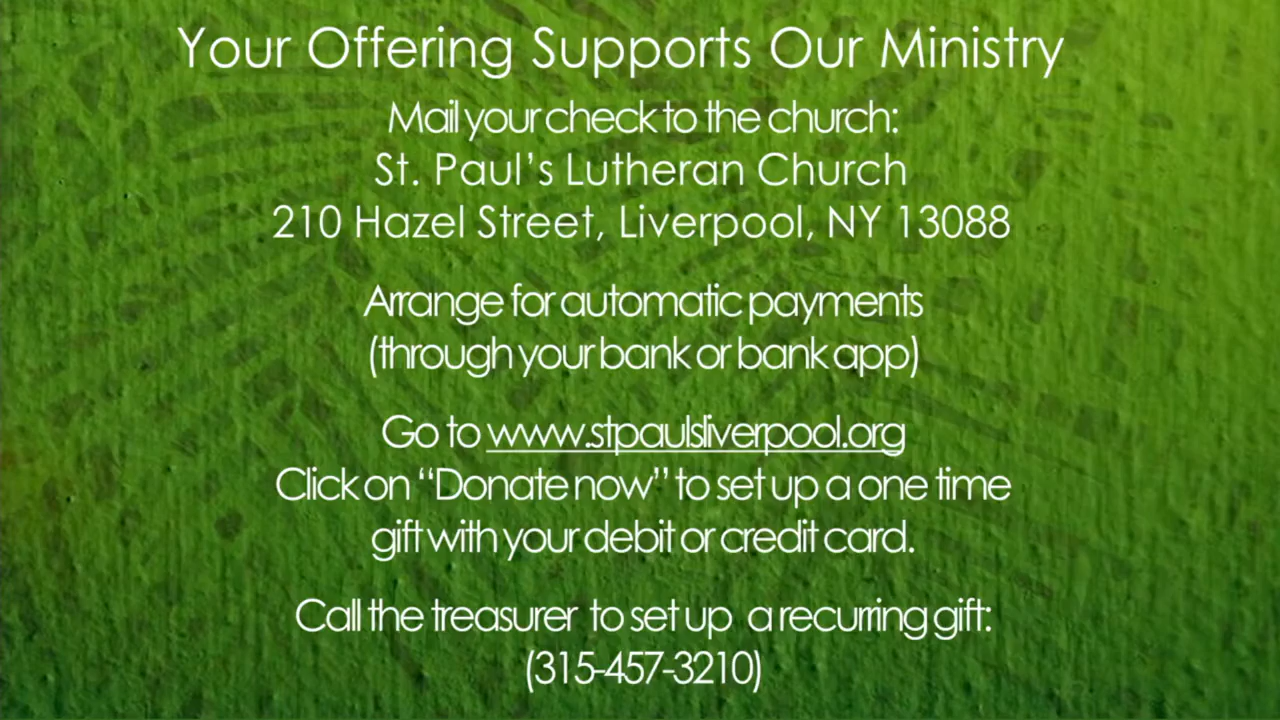 Your Offering Supports Our Ministry
Mail your check to the church:
St. Paul's Lutheran Church
210 Hazel Street, Liverpool, NY 13088
Arrange for automatic payments
(through your bank or bank app)
Go to www.stpaulsliverpool.org
Click on “Donate now” to set up a one time
gift with your debit or credit card.
Call the treasurer to set up a recurring gift:
(315-457-3210)